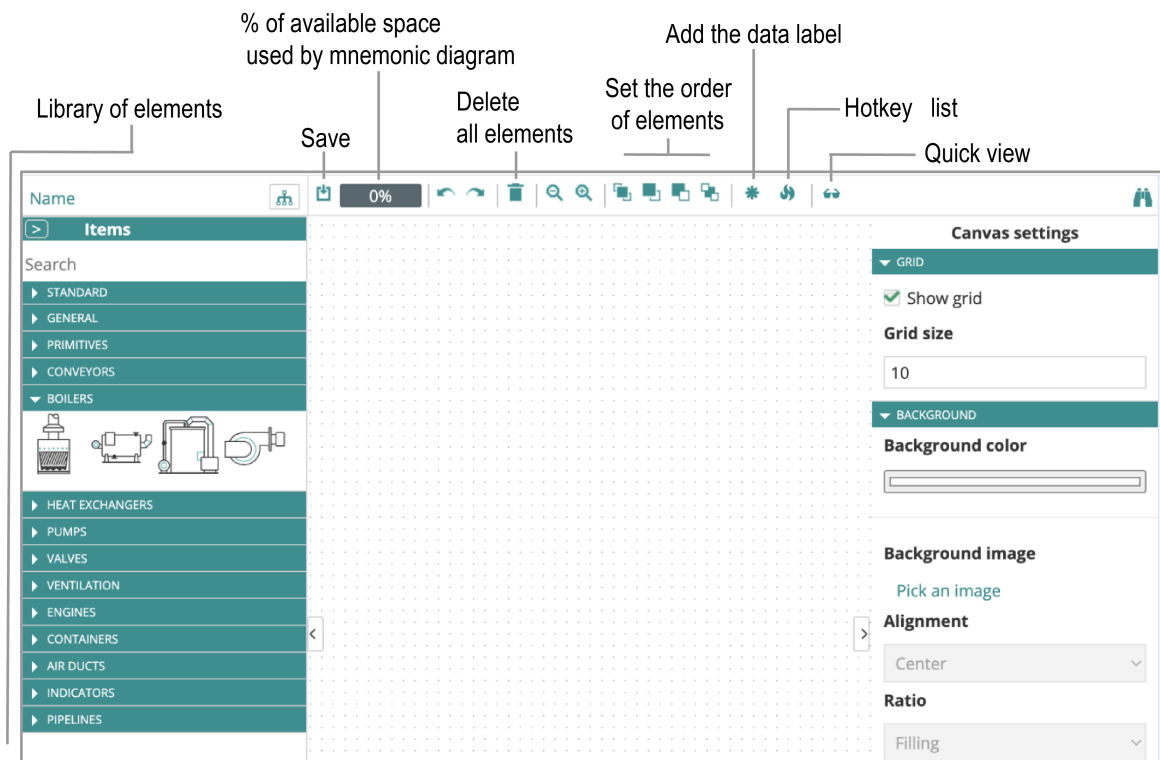 % of available space
used by mnemonic diagram
Add the data label
Library of elements
Save
Delete
all elements
Set the order
of elements
Hotkey list
Quick view
Name
0%
> Items
Search
STANDARD
GENERAL
PRIMITIVES
CONVEYORS
BOILERS
HEAT EXCHANGERS
PUMPS
VALVES
VENTILATION
ENGINES
CONTAINERS
AIR DUCTS
INDICATORS
PIPELINES
Canvas settings
GRID
Show grid
Grid size
10
BACKGROUND
Background color
Background image
Pick an image
Alignment
Center
Ratio
Filling